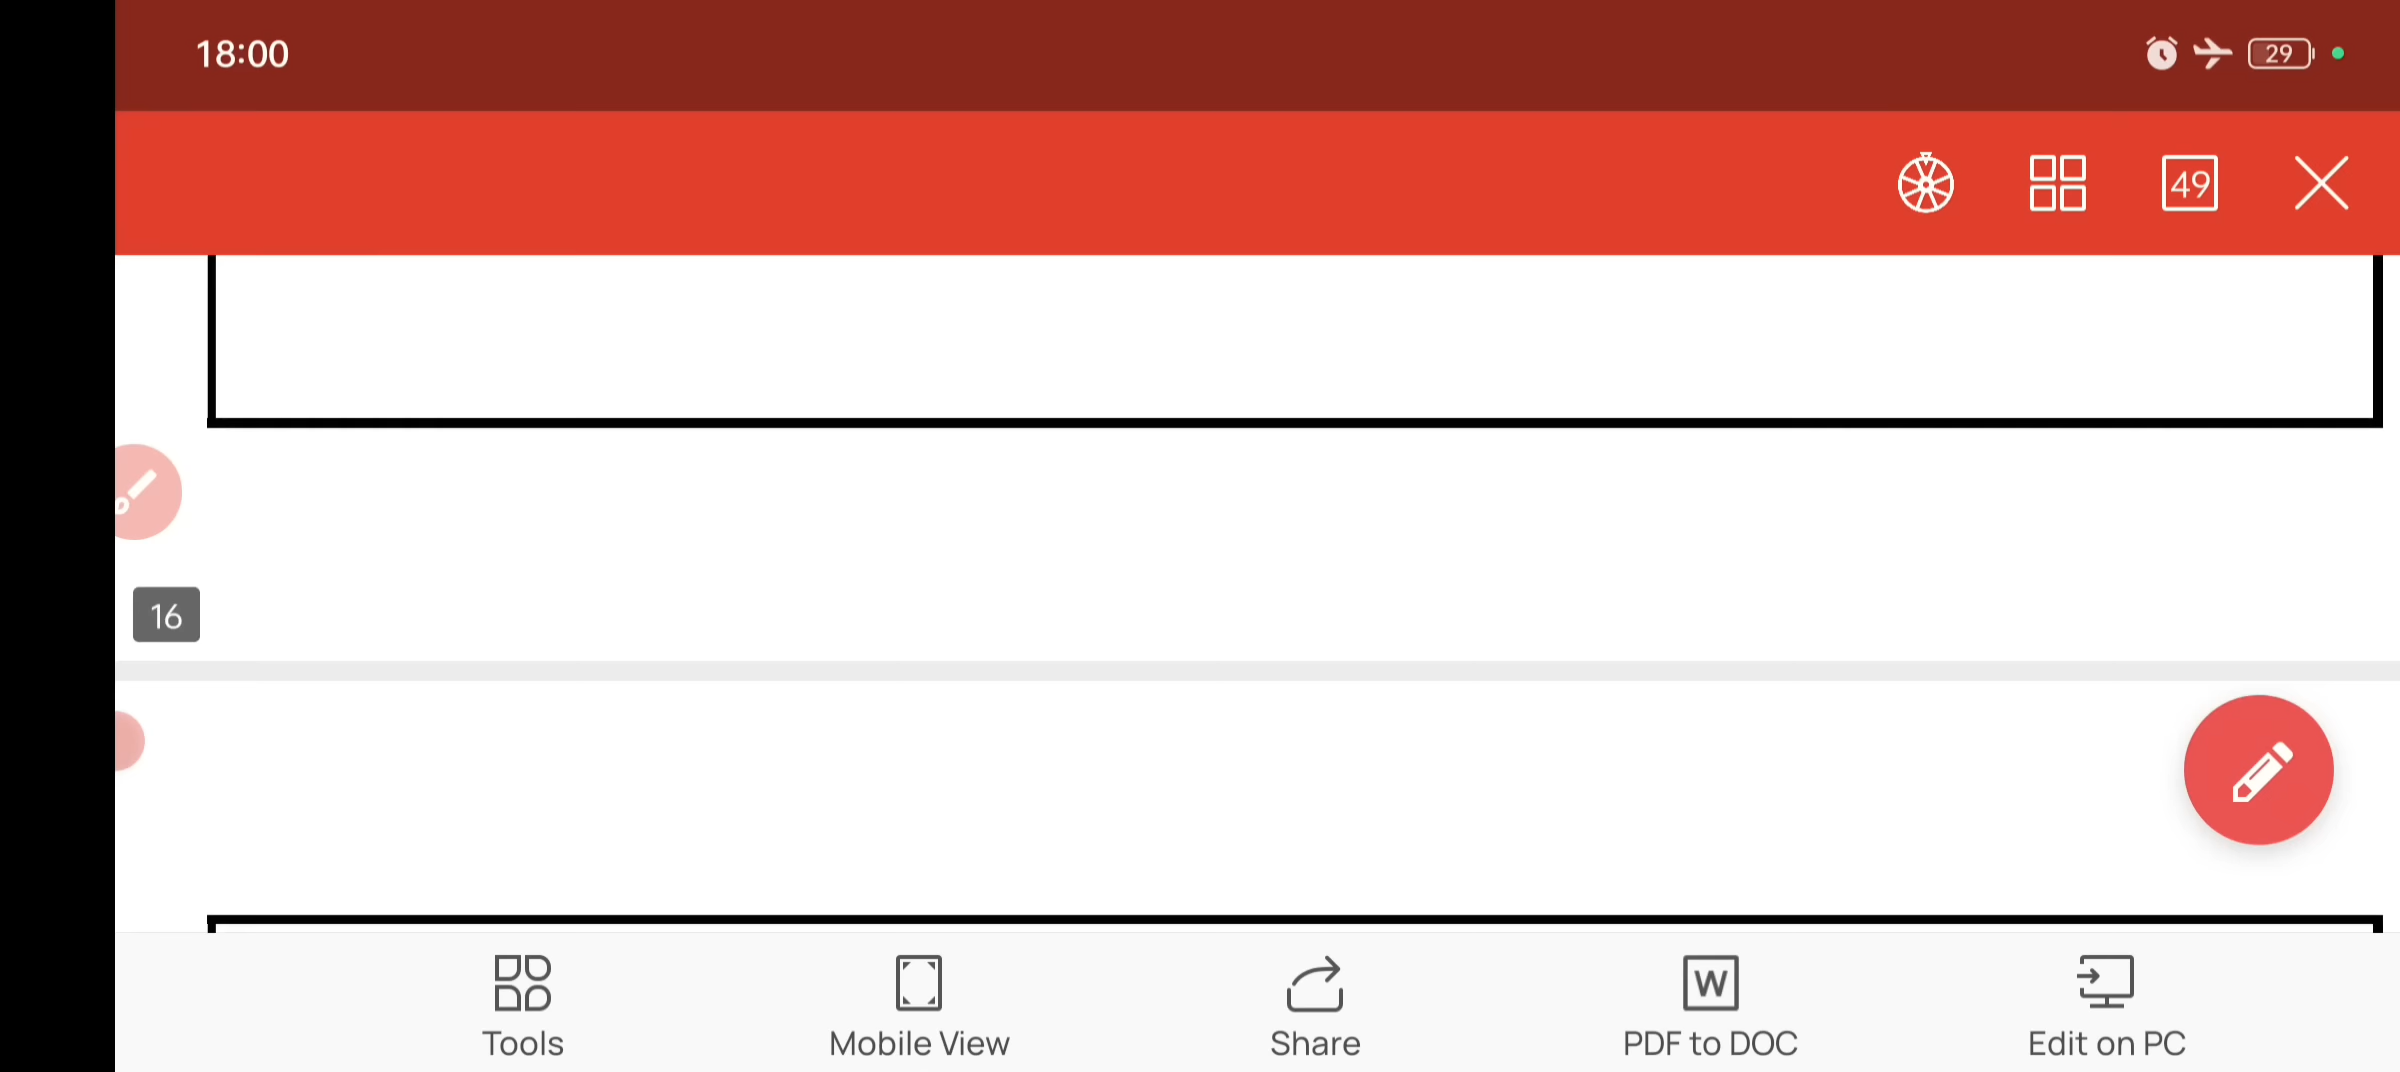 18:00
29
49
16
Tools
Mobile View
Share
W
PDF to DOC
Edit on PC